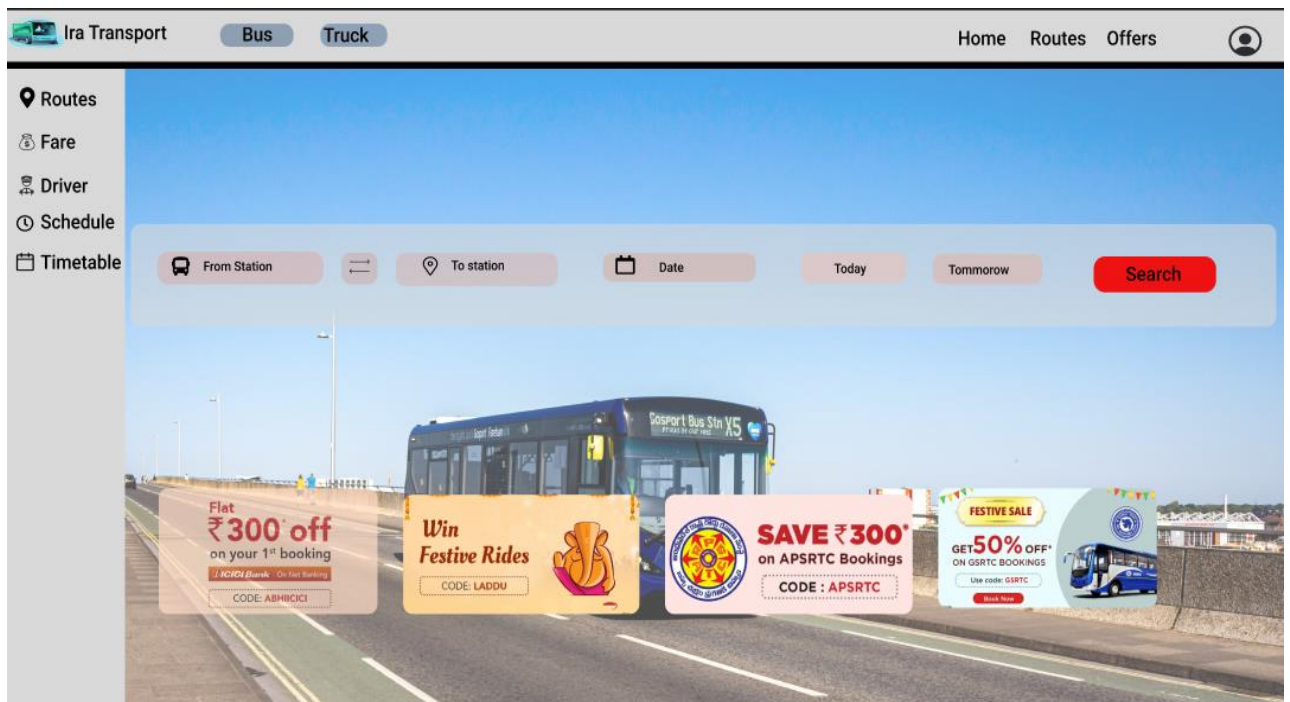 Ira Transport
Bus
Truck
Home
Routes
Offers
Routes
Fare
Driver
Schedule
Timetable
From Station
To station
Date
Today
Tommorow
Search
Gosport Bus Stn X5
Flat
₹300* off
on your 1st booking
ICICI Bank On Net Banking
CODE: ABHIICICI
Win
Festive Rides
CODE: LADDU
SAVE ₹300*
on APSRTC Bookings
CODE : APSRTC
FESTIVE SALE
GET 50% OFF*
ON GSRTC BOOKINGS
Use code: GSRTC
Book Now